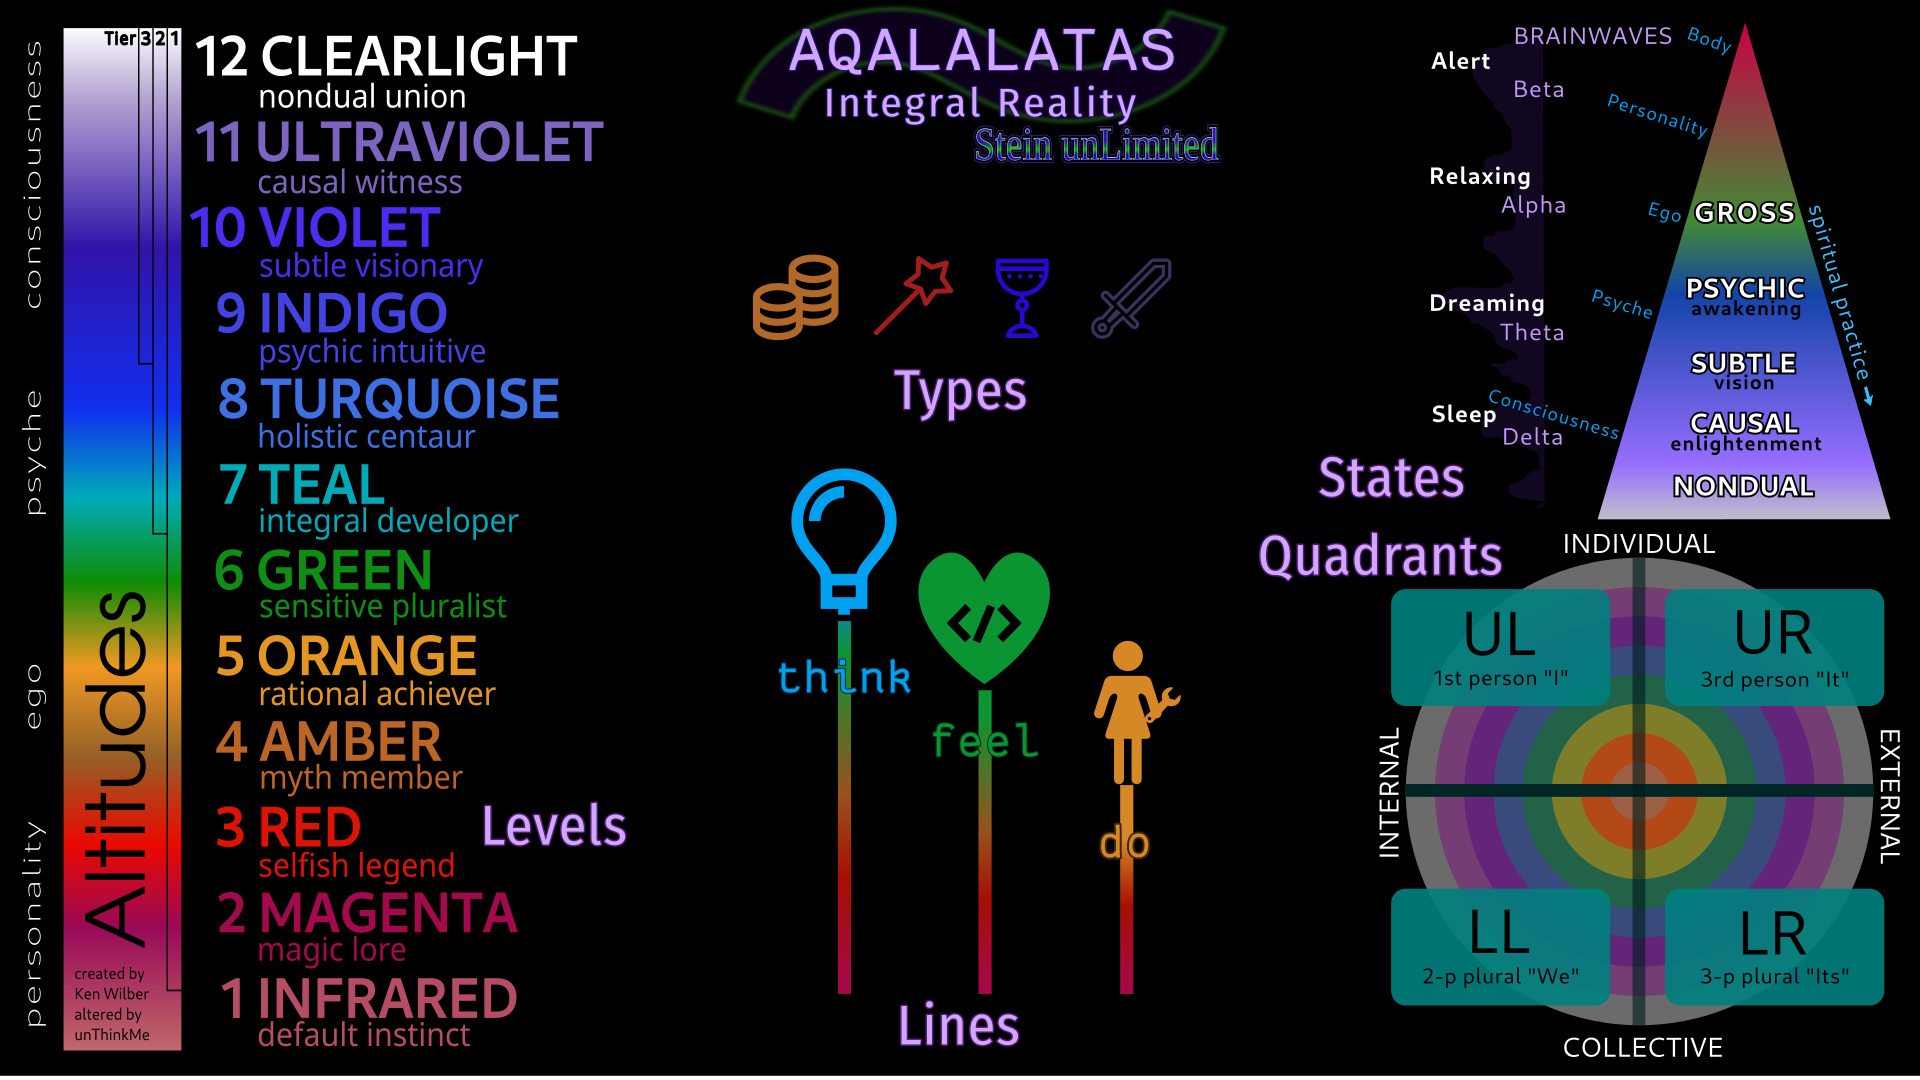 Tier 3 2 1
consciousness
psyche
ego
personality
Altitudes
created by
Ken Wilber
altered by
unThinkMe
12 CLEARLIGHT
nondual union
11 ULTRAVIOLET
causal witness
10 VIOLET
subtle visionary
9 INDIGO
psychic intuitive
8 TURQUOISE
holistic centaur
7 TEAL
integral developer
6 GREEN
sensitive pluralist
5 ORANGE
rational achiever
4 AMBER
myth member
3 RED
selfish legend
2 MAGENTA
magic lore
1 INFRARED
default instinct
Levels
AQALALATAS
Integral Reality
Stein unLimited
Types
think
feel
</>
do
Lines
BRAINWAVES
Alert
Beta
Relaxing
Alpha
Dreaming
Theta
Sleep
Delta
Body
Personality
Ego
Psyche
Consciousness
GROSS
PSYCHIC
awakening
SUBTLE
vision
CAUSAL
enlightenment
NONDUAL
spiritual practice
States
Quadrants
INDIVIDUAL
UL
1st person "I"
UR
3rd person "It"
INTERNAL
EXTERNAL
LL
2-p plural "We"
LR
3-p plural "Its"
COLLECTIVE